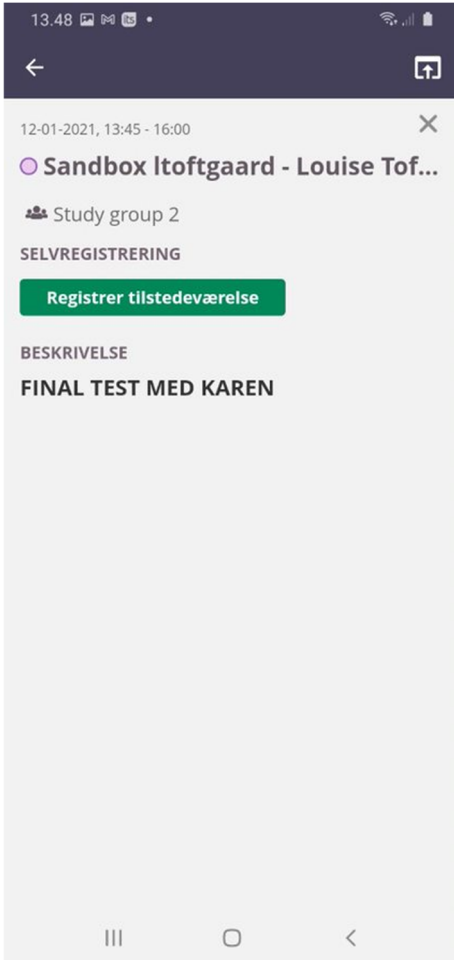 13.48
its
12-01-2021, 13:45 - 16:00
Sandbox ltoftgaard - Louise Tof...
Study group 2
SELVREGISTRERING
Registrer tilstedeværelse
BESKRIVELSE
FINAL TEST MED KAREN